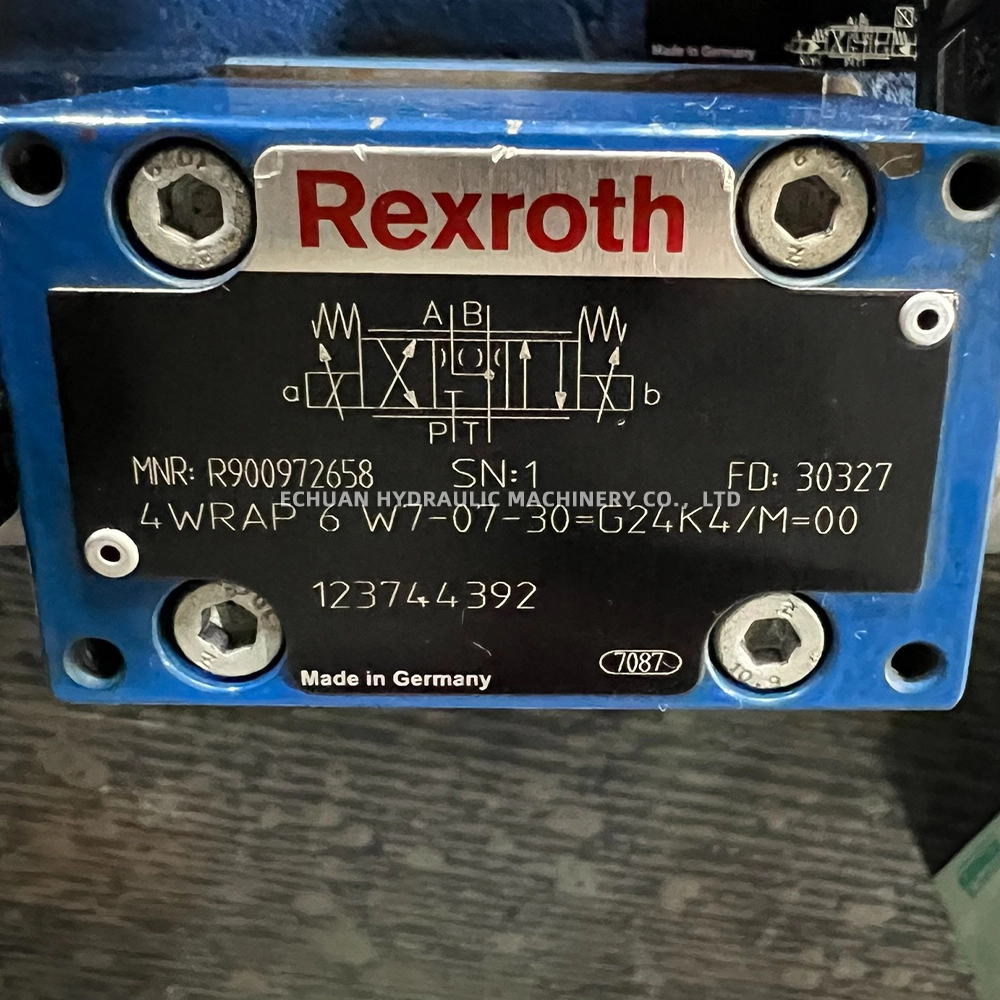 Made in Germany
Rexroth
A B
a b
P T
MNR: R900972658 SN:1 FD: 30327
ECHUAN HYDRAULIC MACHINERY CO., LTD
4WRAP 6 W7-07-30=G24K4/M=00
123744392
Made in Germany
7087